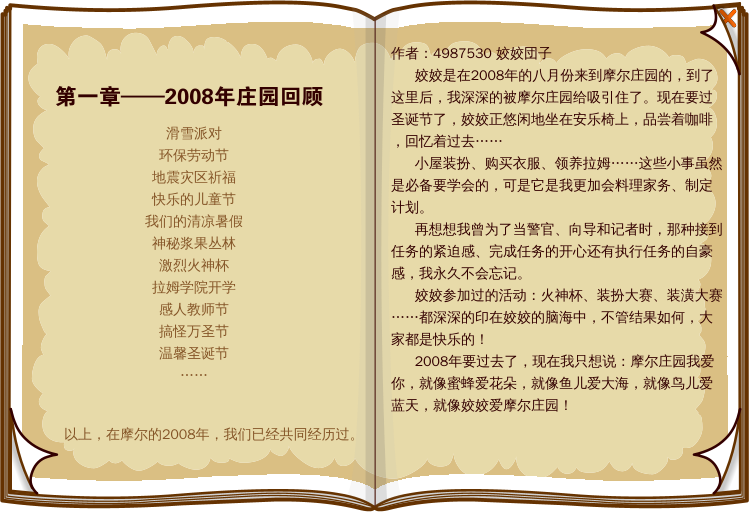 第一章——2008年庄园回顾
滑雪派对
环保劳动节
地震灾区祈福
快乐的儿童节
我们的清凉暑假
神秘浆果丛林
激烈火神杯
拉姆学院开学
感人教师节
搞怪万圣节
温馨圣诞节
……
以上，在摩尔的2008年，我们已经共同经历过。
作者：4987530 姣姣团子
姣姣是在2008年的八月份来到摩尔庄园的，到了
这里后，我深深的被摩尔庄园给吸引住了。现在要过
圣诞节了，姣姣正悠闲地坐在安乐椅上，品尝着咖啡
，回忆着过去……
小屋装扮、购买衣服、领养拉姆……这些小事虽然
是必备要学会的，可是它是我更加会料理家务、制定
计划。
再想想我曾为了当警官、向导和记者时，那种接到
任务的紧迫感、完成任务的开心还有执行任务的自豪
感，我永久不会忘记。
姣姣参加过的活动：火神杯、装扮大赛、装潢大赛
……都深深的印在姣姣的脑海中，不管结果如何，大
家都是快乐的！
2008年要过去了，现在我只想说：摩尔庄园我爱
你，就像蜜蜂爱花朵，就像鱼儿爱大海，就像鸟儿爱
蓝天，就像姣姣爱摩尔庄园！